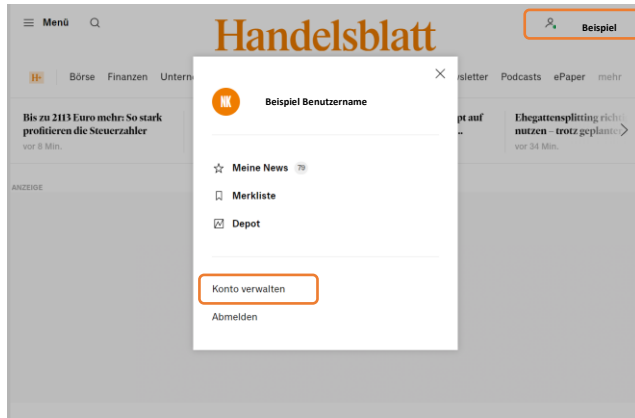 Menü
Handelsblatt
Beispiel
H+ Börse Finanzen Untern
sletter Podcasts ePaper mehr
NK Beispiel Benutzername
Bis zu 2113 Euro mehr: So stark
profitieren die Steuerzahler
vor 8 Min.
pt auf
..
Ehegattensplitting richti
nutzen – trotz geplanter
vor 34 Min.
Meine News 79
ANZEIGE
Merkliste
Depot
Konto verwalten
Abmelden